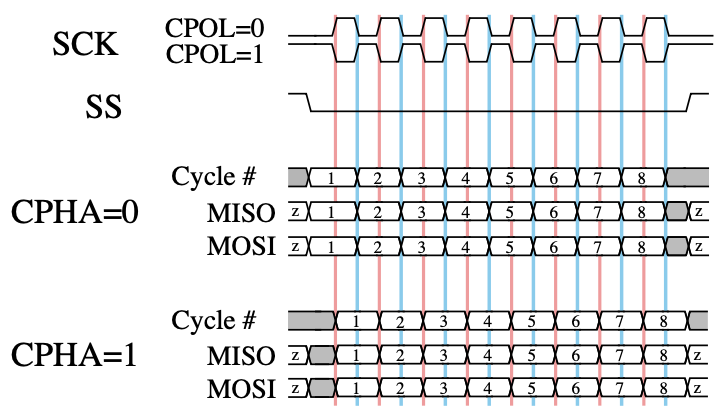 CPOL=0
SCK
CPOL=1
SS
Cycle # 1 2 3 4 5 6 7 8
CPHA=0
MISO z 1 2 3 4 5 6 7 8 z
MOSI z 1 2 3 4 5 6 7 8 z
Cycle # 1 2 3 4 5 6 7 8
CPHA=1
MISO z 1 2 3 4 5 6 7 8 z
MOSI z 1 2 3 4 5 6 7 8 z